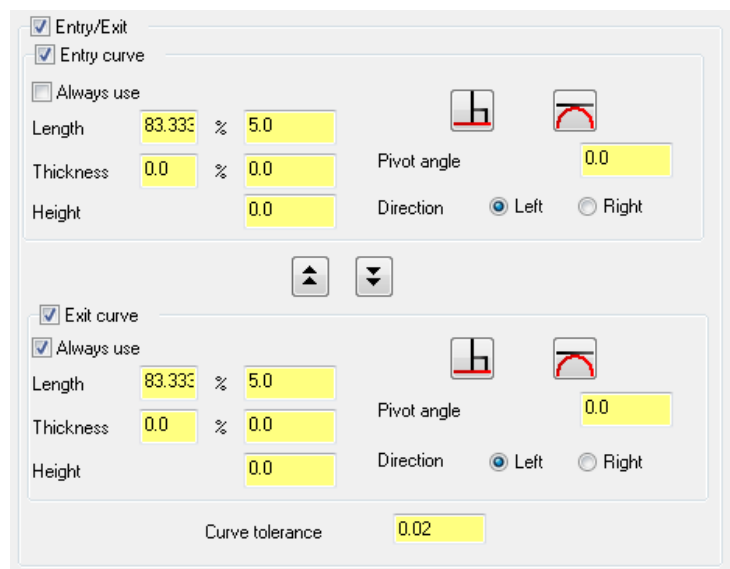 Entry/Exit
Entry curve
Always use
Length 83.333 % 5.0
Thickness 0.0 % 0.0 Pivot angle 0.0
Height 0.0 Direction Left Right
Exit curve
Always use
Length 83.333 % 5.0
Thickness 0.0 % 0.0 Pivot angle 0.0
Height 0.0 Direction Left Right
Curve tolerance 0.02